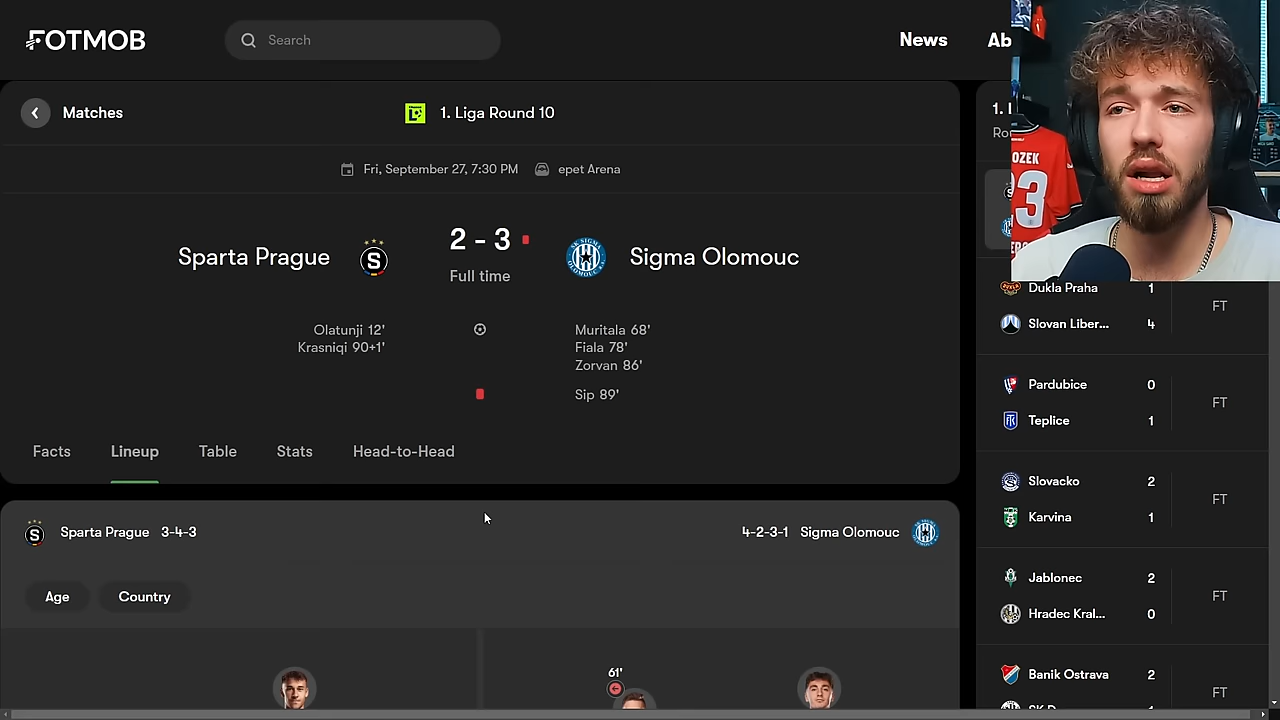 FOTMOB
Search
News
Ab
Matches
1. Liga Round 10
Fri, September 27, 7:30 PM
epet Arena
Sparta Prague
2 - 3
Full time
Sigma Olomouc
Olatunji 12'
Krasniqi 90+1'
Muritala 68'
Fiala 78'
Zorvan 86'
Sip 89'
Facts
Lineup
Table
Stats
Head-to-Head
Sparta Prague 3-4-3
4-2-3-1 Sigma Olomouc
Age
Country
61'
OZEK
3
Dukla Praha 1
Slovan Liber... 4
FT
Pardubice 0
Teplice 1
FT
Slovacko 2
Karvina 1
FT
Jablonec 2
Hradec Kral... 0
FT
Banik Ostrava 2
FT